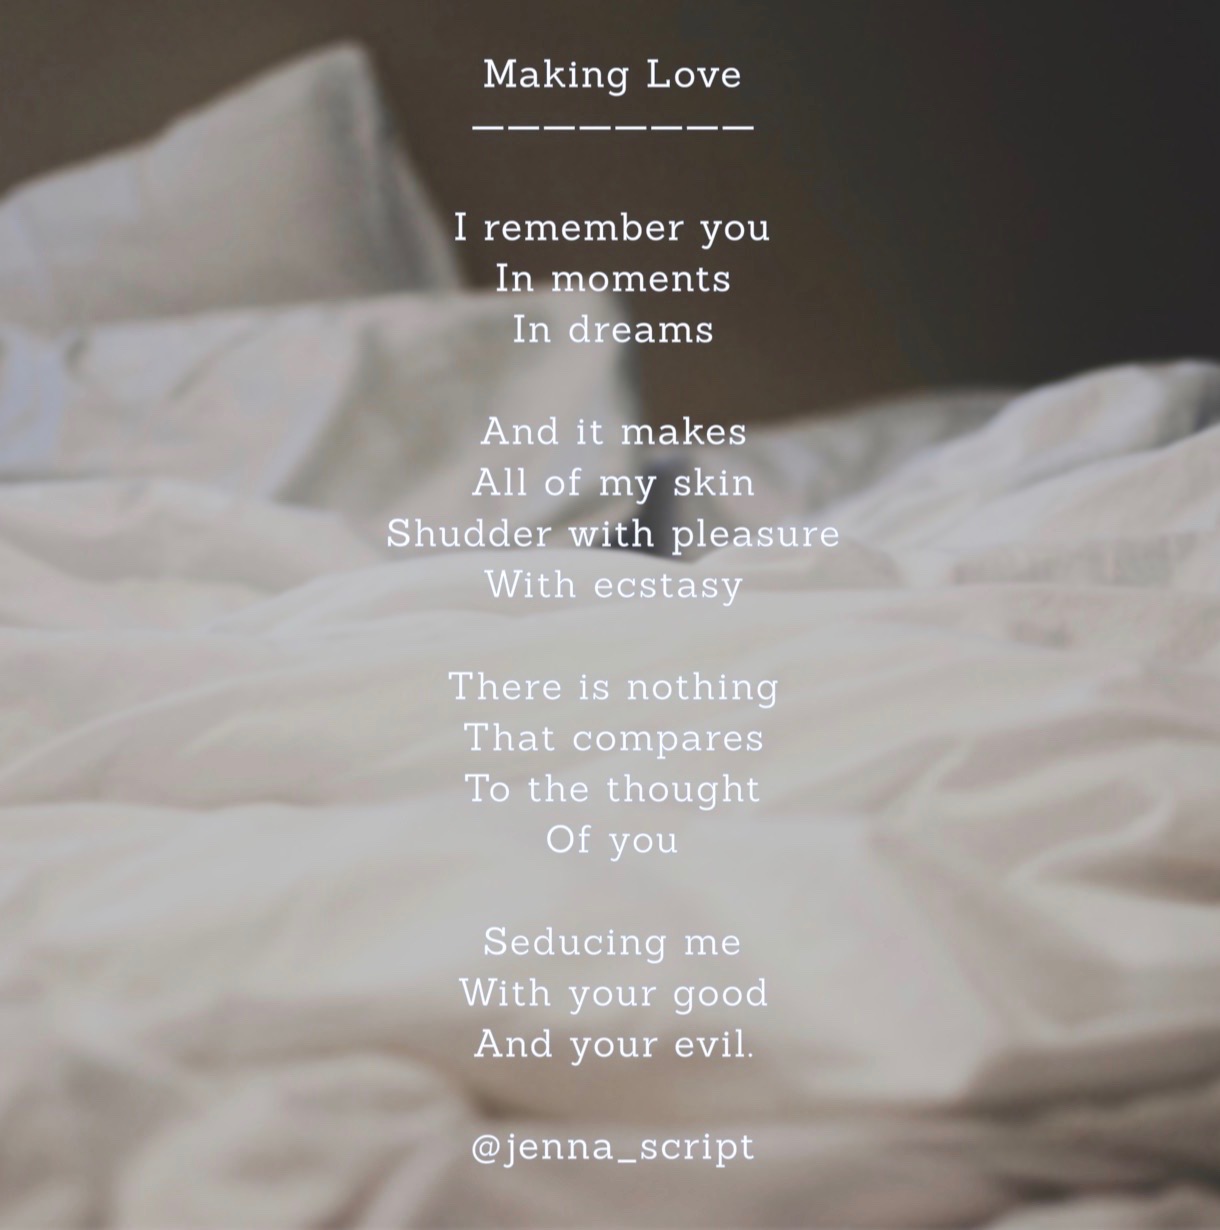 Making Love
————————
I remember you
In moments
In dreams
And it makes
All of my skin
Shudder with pleasure
With ecstasy
There is nothing
That compares
To the thought
Of you
Seducing me
With your good
And your evil.
@jenna_script